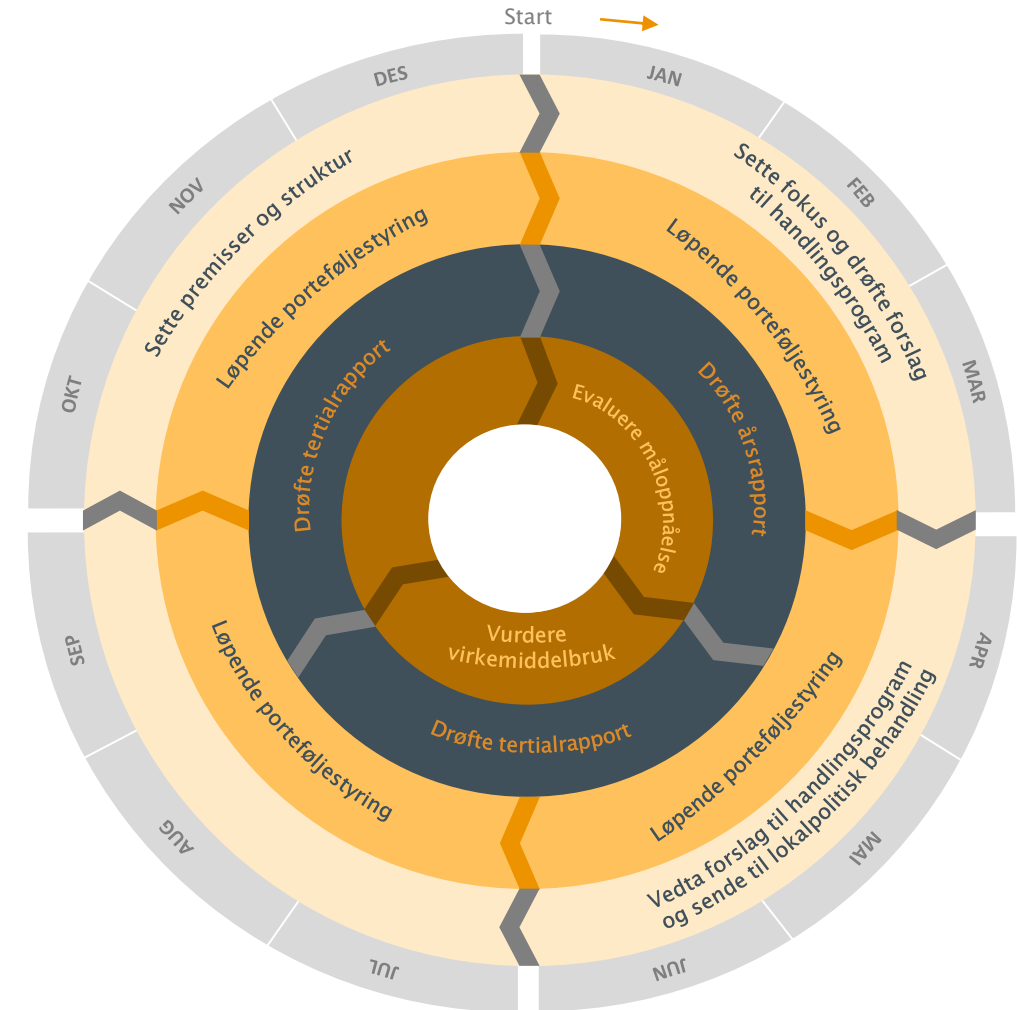 Start
JAN
FEB
MAR
APR
MAI
JUN
JUL
AUG
SEP
OKT
NOV
DES
Sette fokus og drøfte forslag
til handlingsprogram
Vedta forslag til handlingsprogram
og sende til lokalpolitisk behandling
Sette premisser og struktur
Løpende porteføljestyring
Løpende porteføljestyring
Løpende porteføljestyring
Løpende porteføljestyring
Drøfte årsrapport
Drøfte tertialrapport
Drøfte tertialrapport
Evaluere måloppnåelse
Vurdere
virkemiddelbruk